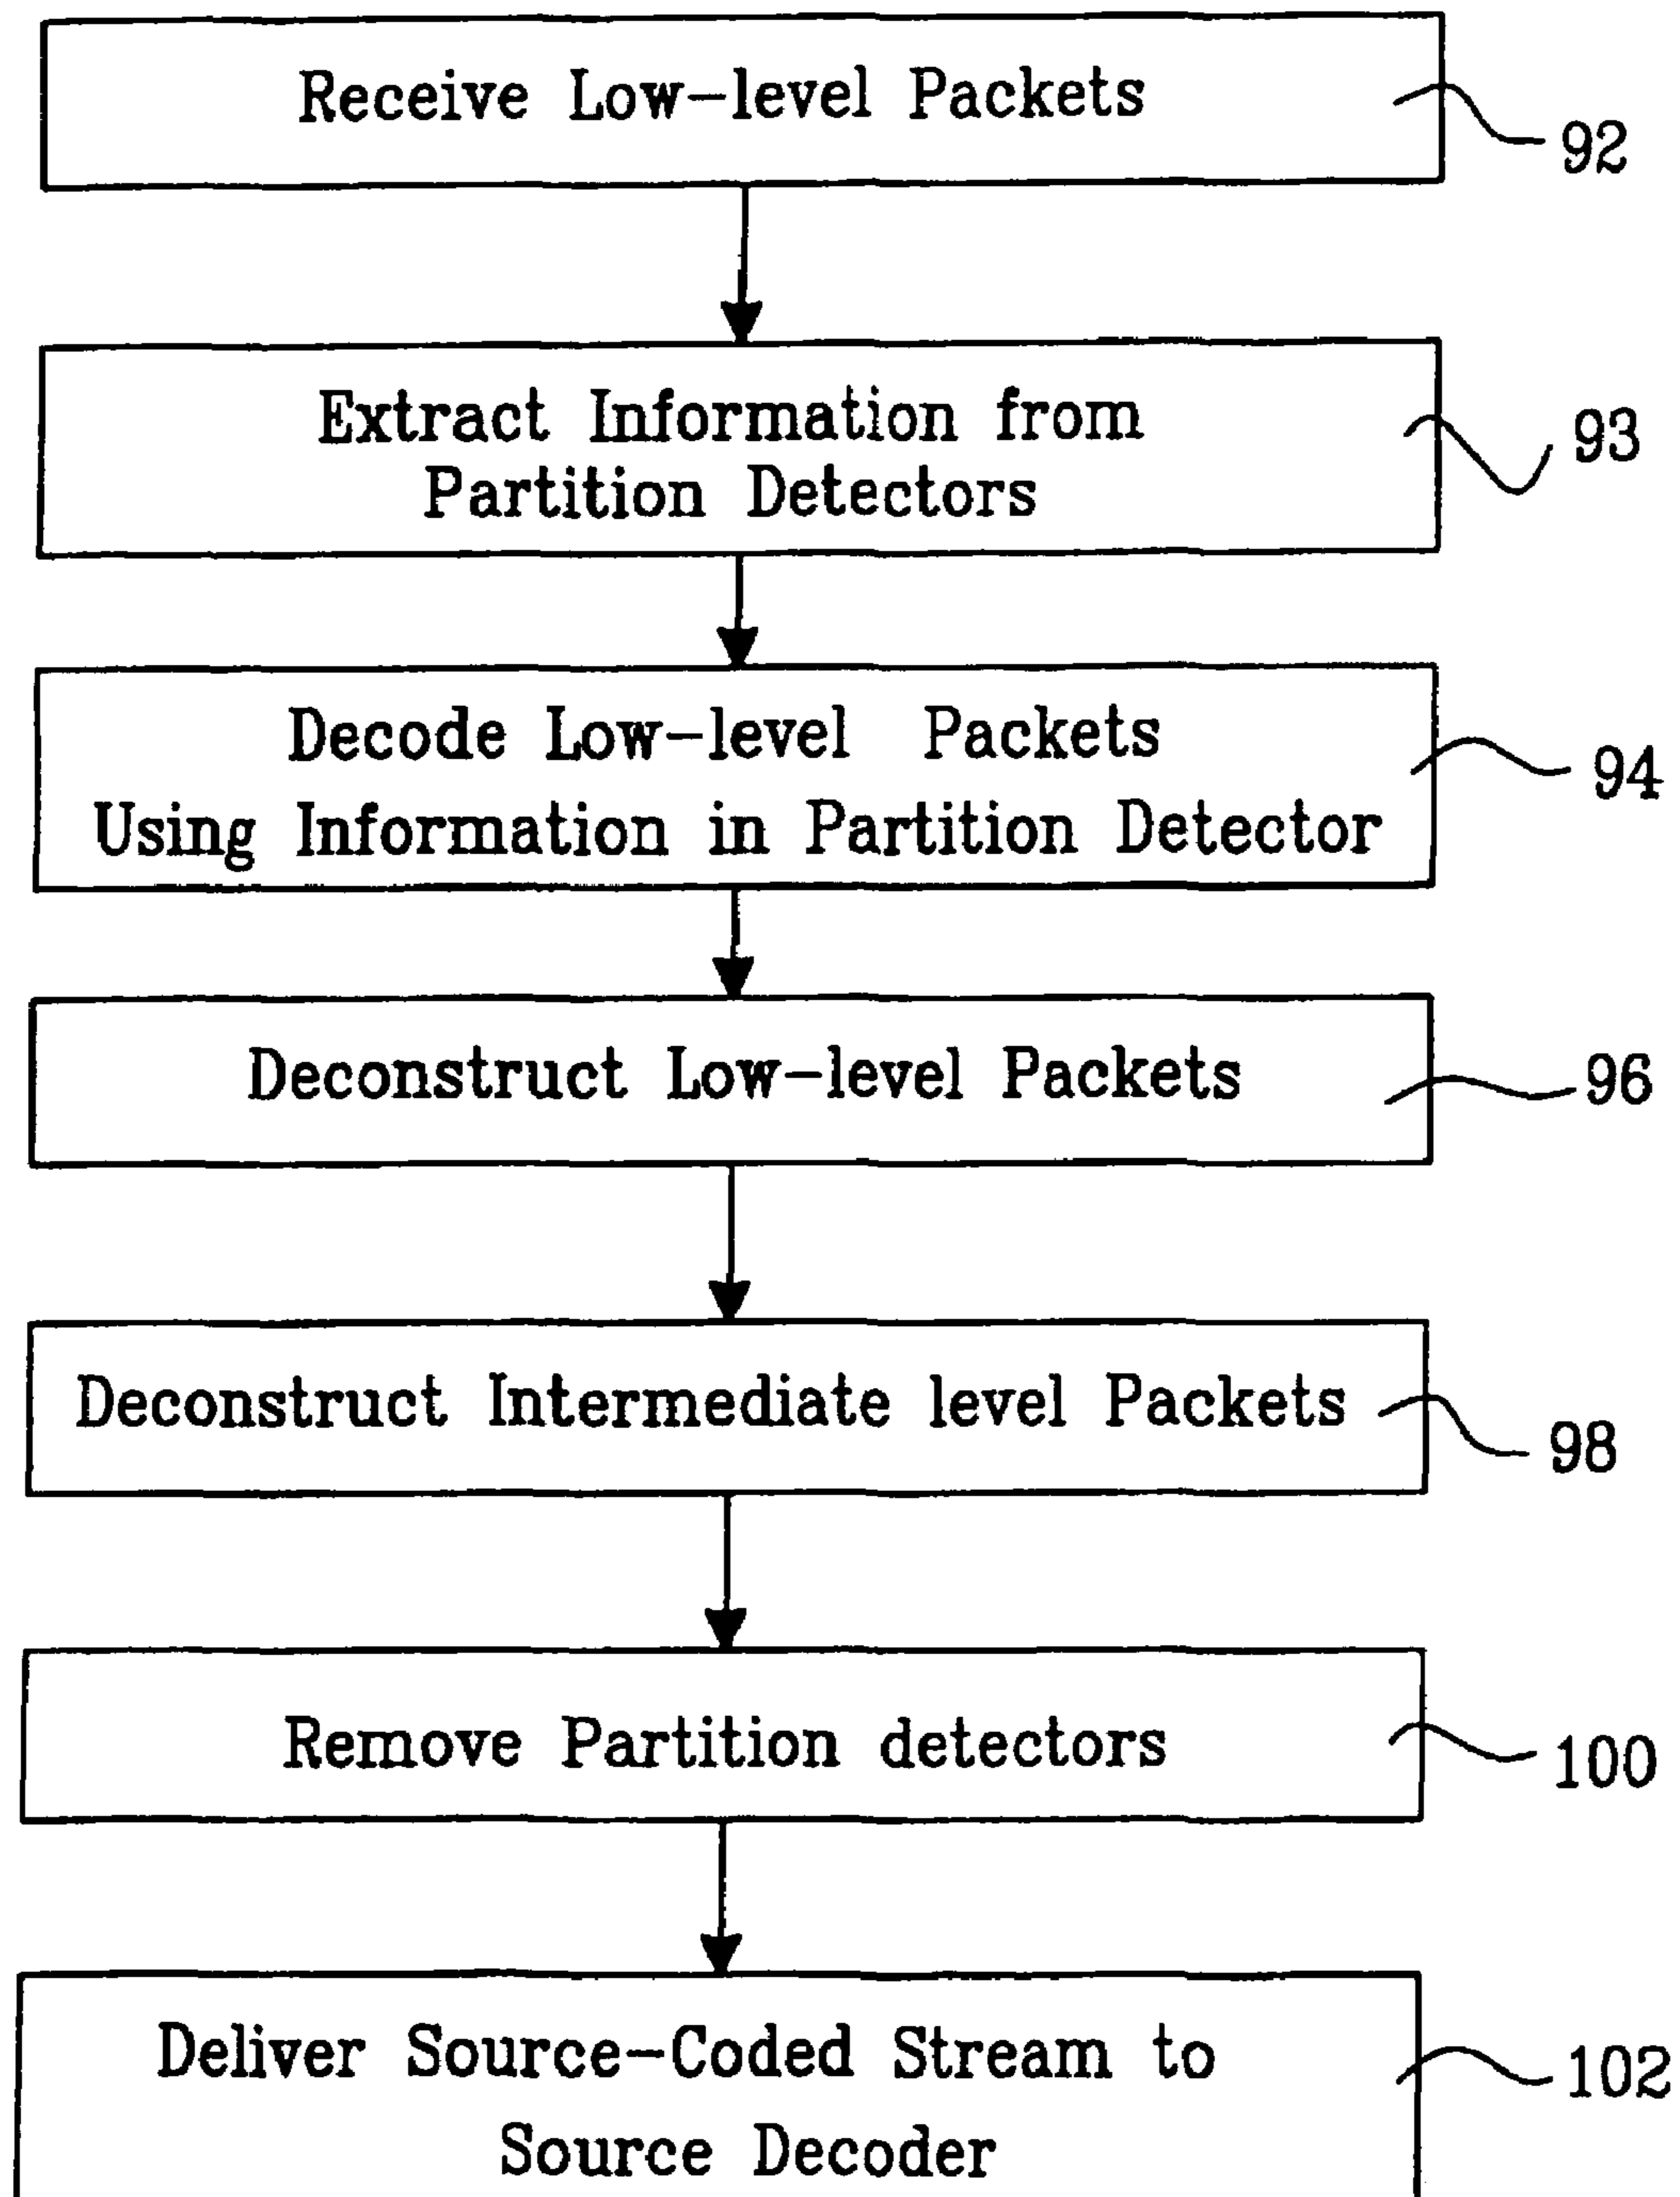 Receive Low-level Packets
92
Extract Information from
Partition Detectors
93
Decode Low-level Packets
Using Information in Partition Detector
94
Deconstruct Low-level Packets
96
Deconstruct Intermediate level Packets
98
Remove Partition detectors
100
Deliver Source-Coded Stream to
Source Decoder
102